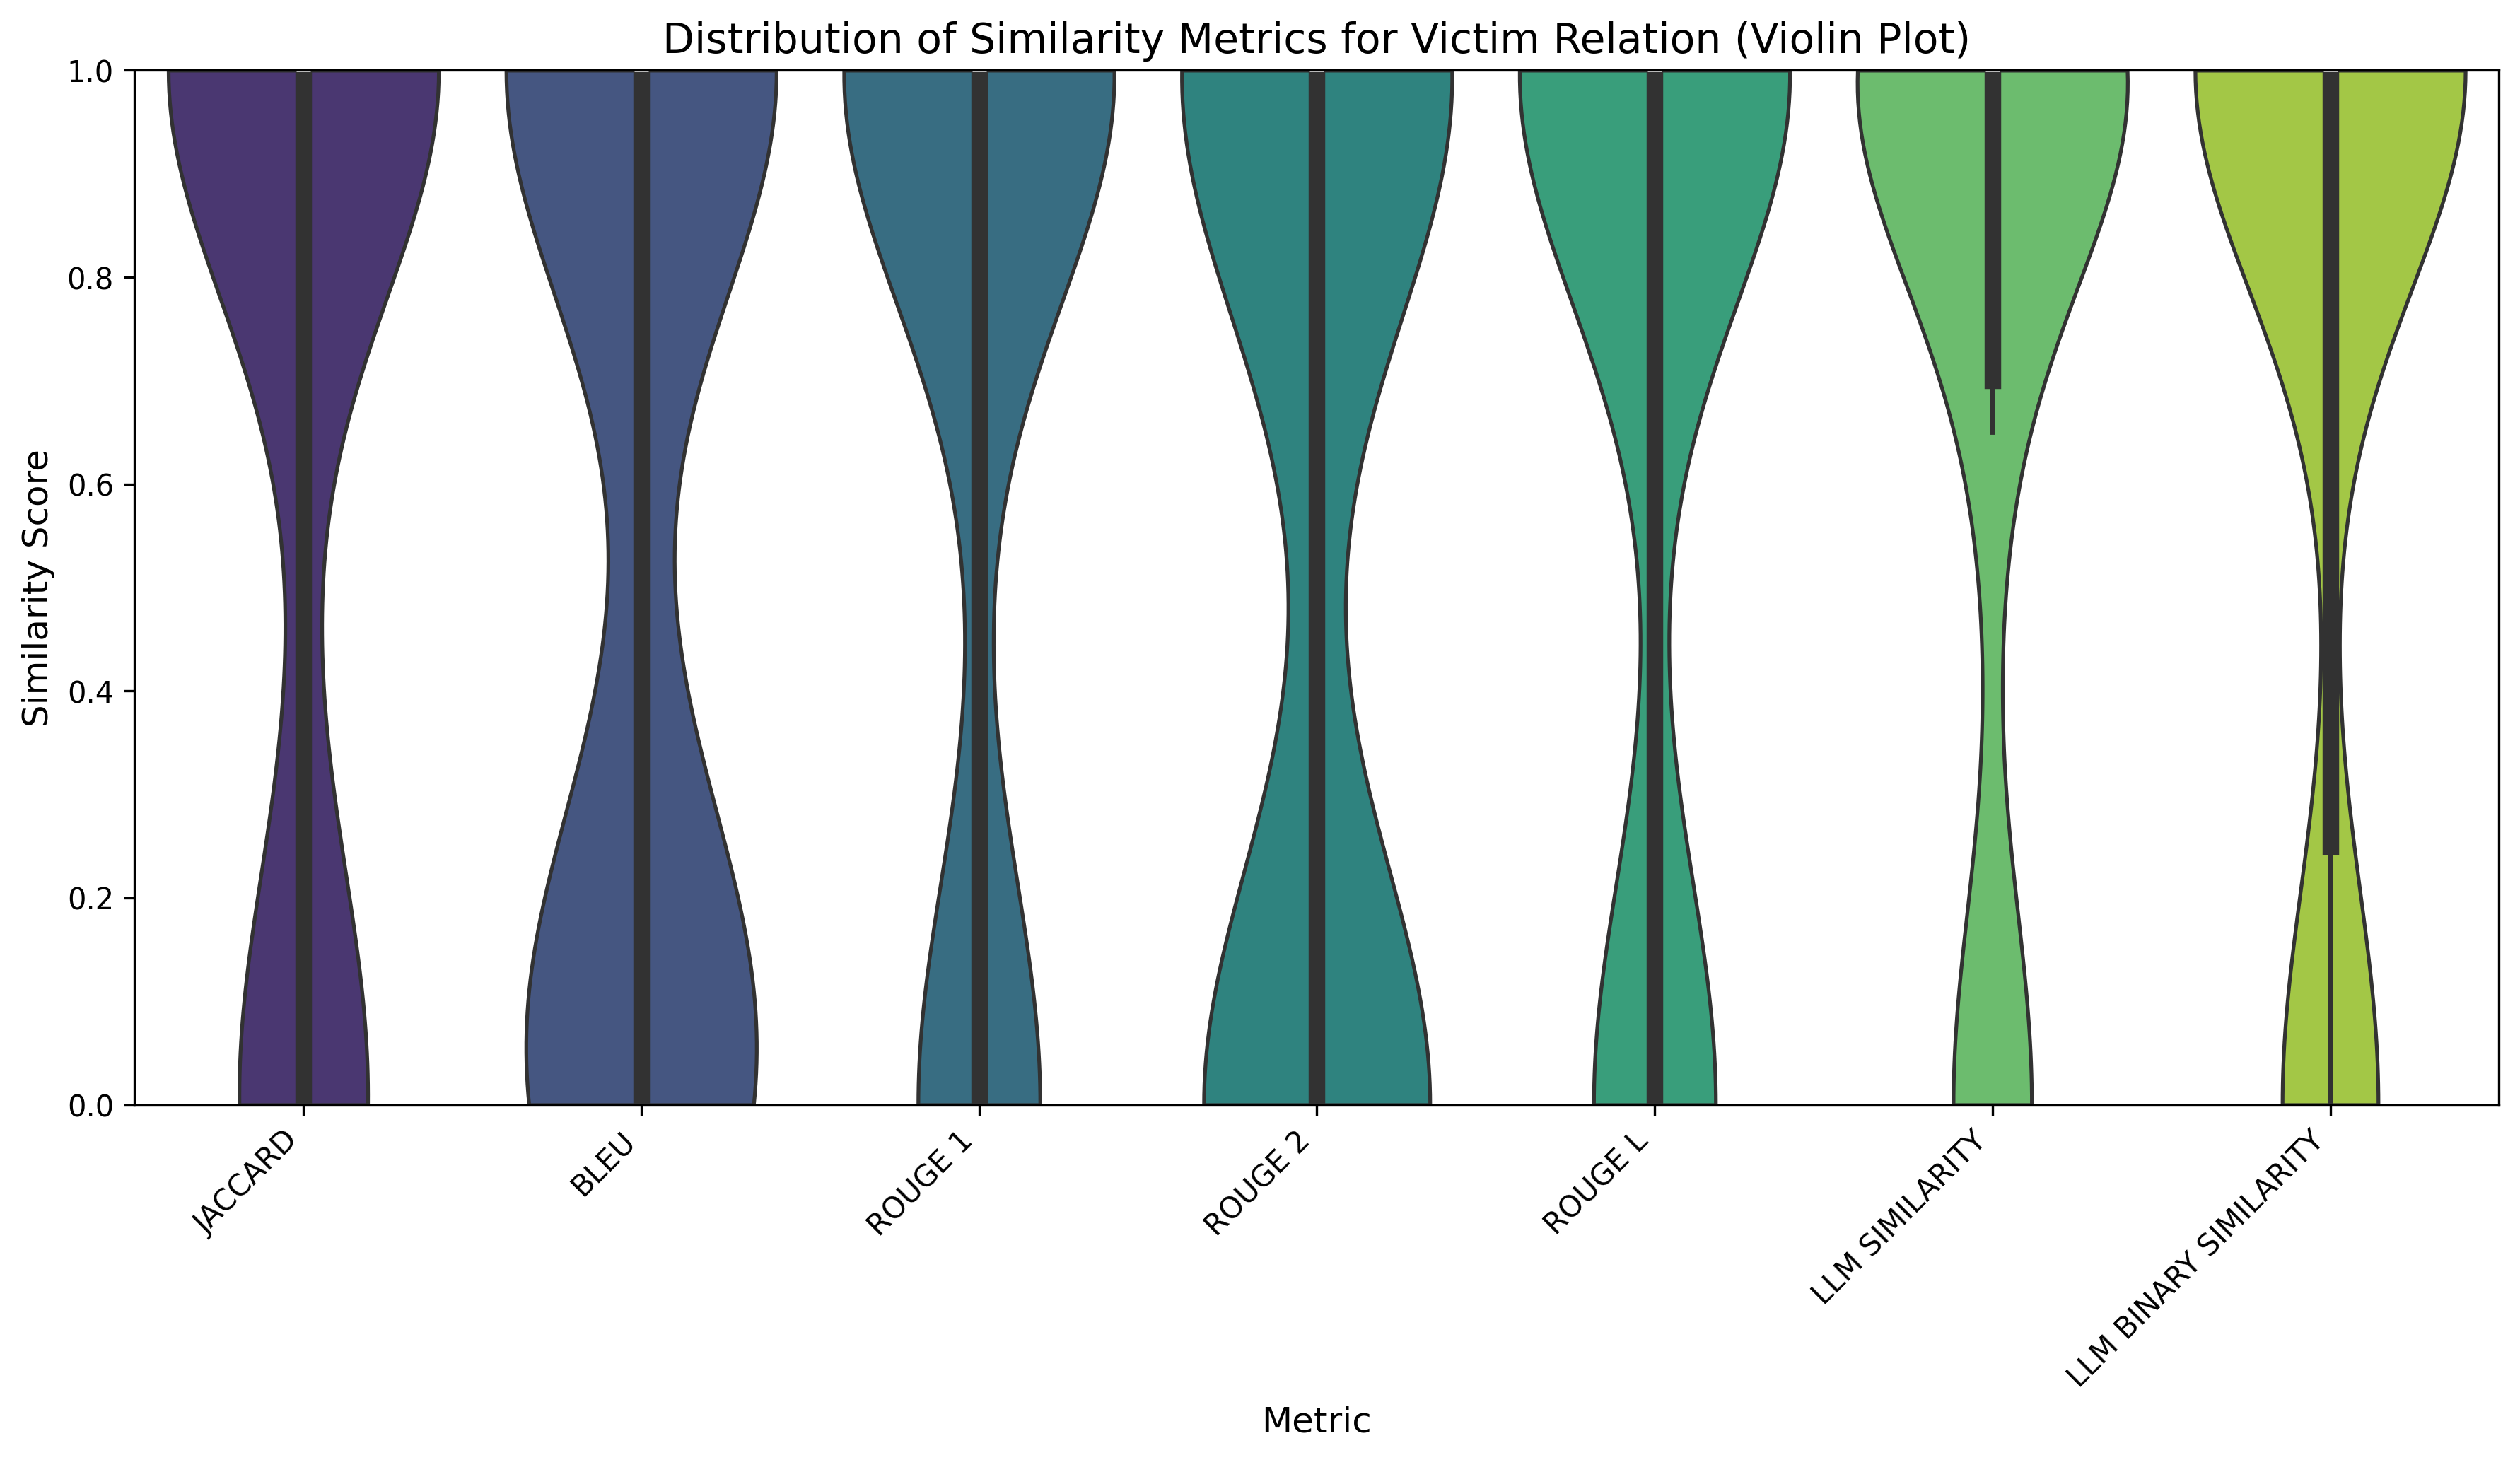 Distribution of Similarity Metrics for Victim Relation (Violin Plot)
1.0
0.8
0.6
0.4
0.2
0.0
Similarity Score
JACCARD
BLEU
ROUGE 1
ROUGE 2
ROUGE L
LLM SIMILARITY
LLM BINARY SIMILARITY
Metric